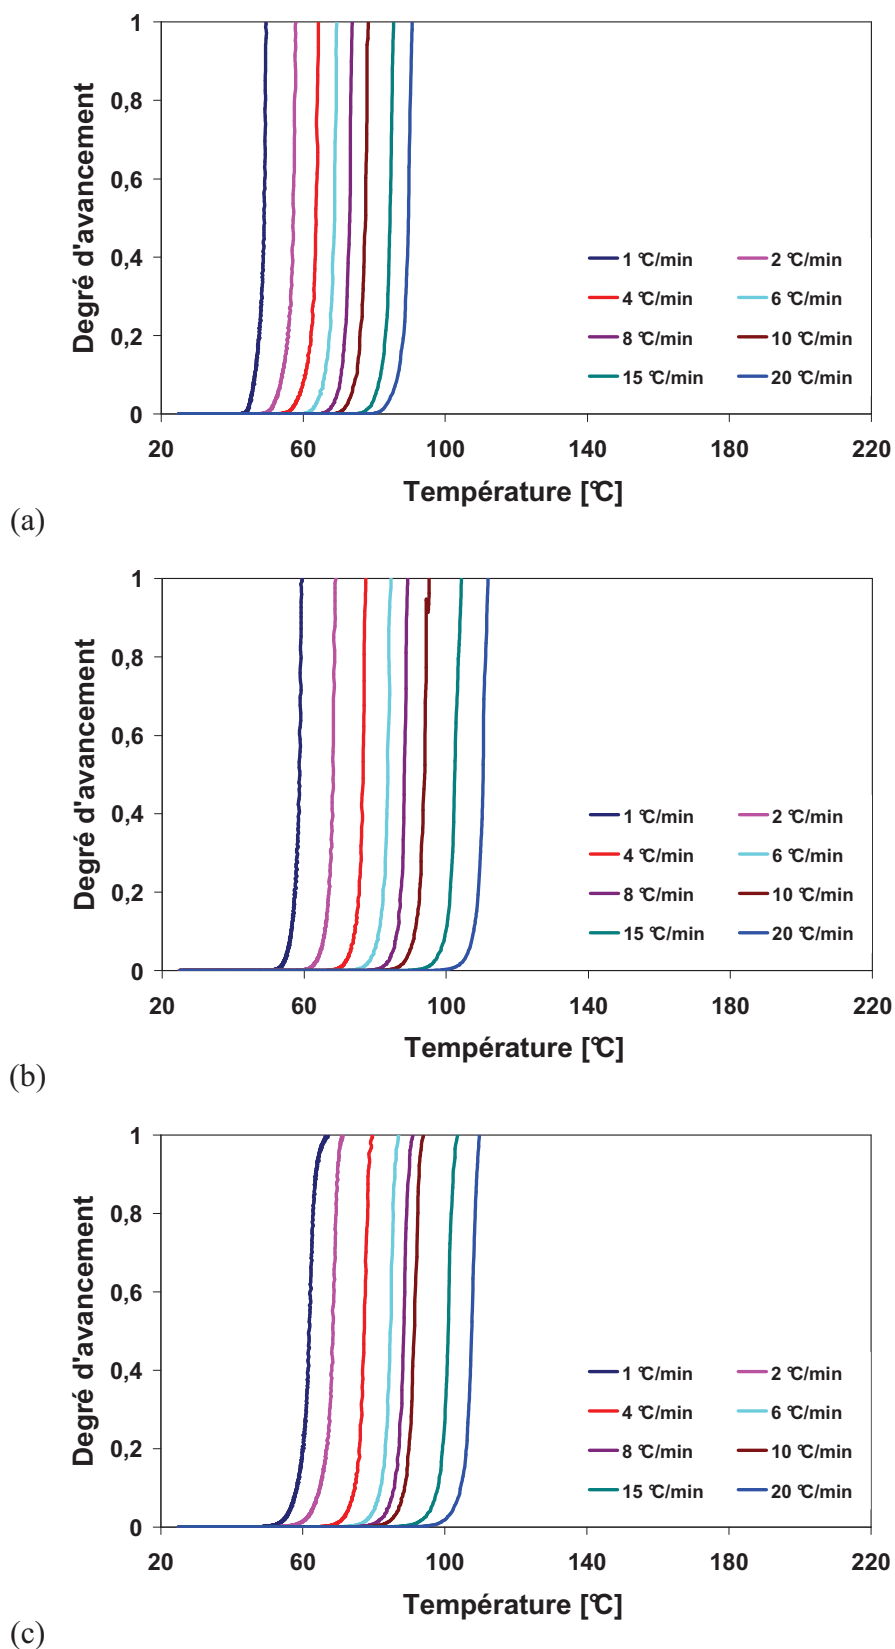 1
0,8
0,6
0,4
0,2
0
Degré d'avancement
1 °C/min 2 °C/min
4 °C/min 6 °C/min
8 °C/min 10 °C/min
15 °C/min 20 °C/min
20 60 100 140 180 220
Température [°C]
(a)
1
0,8
0,6
0,4
0,2
0
Degré d'avancement
1 °C/min 2 °C/min
4 °C/min 6 °C/min
8 °C/min 10 °C/min
15 °C/min 20 °C/min
20 60 100 140 180 220
Température [°C]
(b)
1
0,8
0,6
0,4
0,2
0
Degré d'avancement
1 °C/min 2 °C/min
4 °C/min 6 °C/min
8 °C/min 10 °C/min
15 °C/min 20 °C/min
20 60 100 140 180 220
Température [°C]
(c)